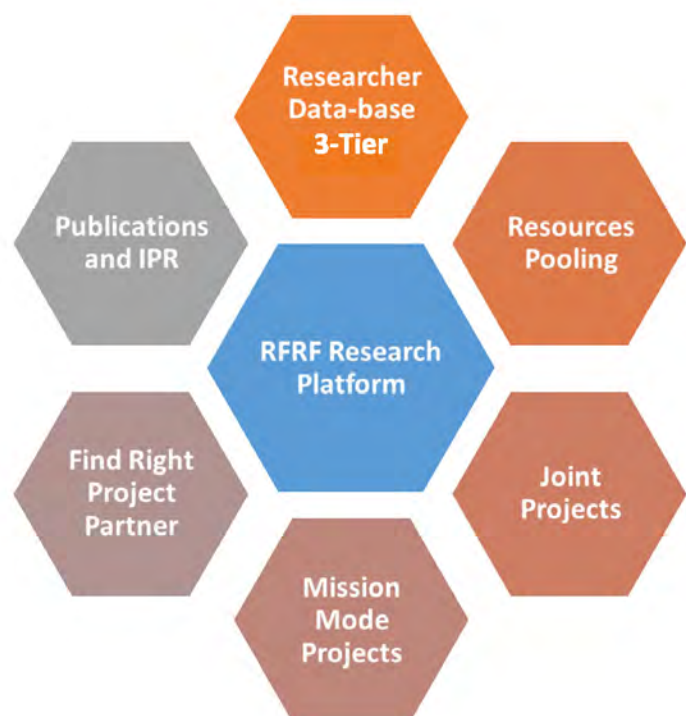 Researcher
Data-base
3-Tier
Publications
and IPR
Resources
Pooling
RFRF Research
Platform
Find Right
Project
Partner
Joint
Projects
Mission
Mode
Projects